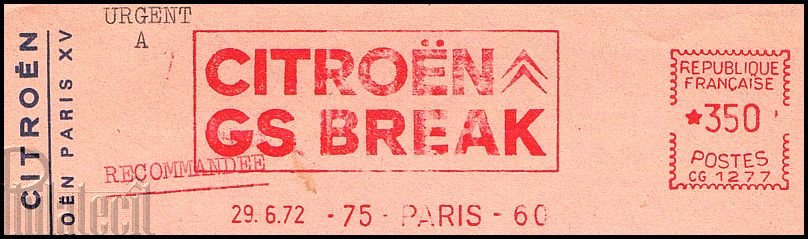 URGENT
A
CITROËN
OËN PARIS XV
CITROËN
GS BREAK
RECOMMANDEE
REPUBLIQUE
FRANÇAISE
*350
POSTES
CG 1277
29.6.72 -75 - PARIS - 60
Philatecit